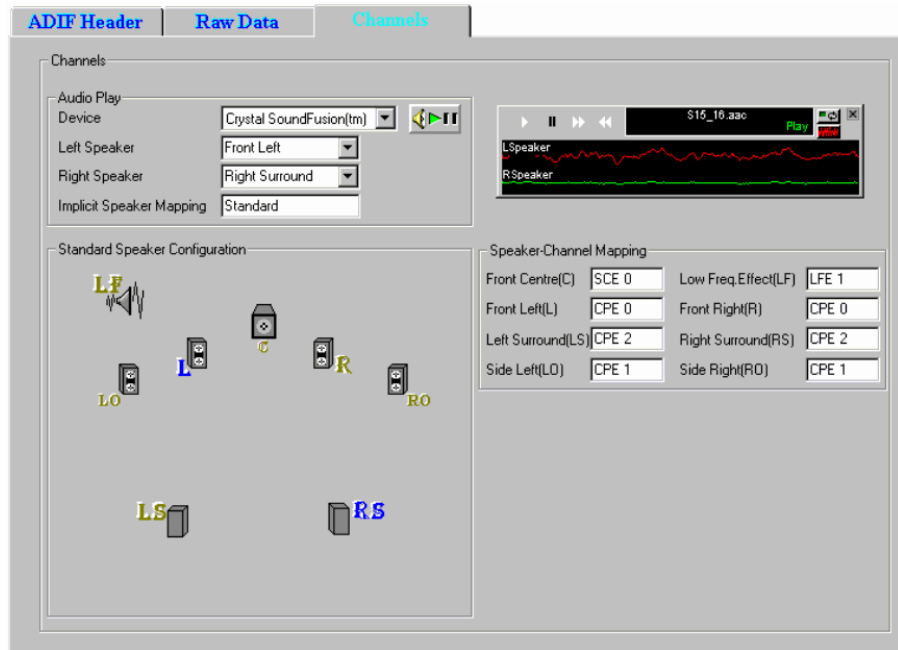 ADIF Header Raw Data Channels
Channels
Audio Play
Device Crystal SoundFusion(tm)
Left Speaker Front Left
Right Speaker Right Surround
Implicit Speaker Mapping Standard
S15_16.aac
Play
LSpeaker
RSpeaker
Standard Speaker Configuration
LF
C
L
R
LO
RO
LS
RS
Speaker-Channel Mapping
Front Centre(C) SCE 0 Low Freq.Effect(LF) LFE 1
Front Left(L) CPE 0 Front Right(R) CPE 0
Left Surround(LS) CPE 2 Right Surround(RS) CPE 2
Side Left(LO) CPE 1 Side Right(RO) CPE 1